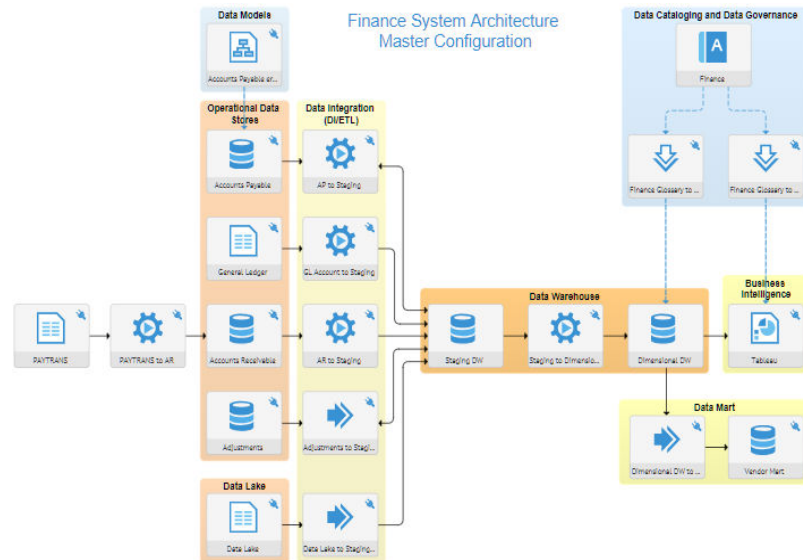 Data Models
Finance System Architecture
Master Configuration
Data Cataloging and Data Governance
Accounts Payable er...
Finance
Operational Data
Stores
Data Integration
(DI/ETL)
Accounts Payable
AP to Staging
Finance Glossary to ...
Finance Glossary to ...
General Ledger
GL Account to Staging
Data Warehouse
Business
Intelligence
PAYTRANS
PAYTRANS to AR
Accounts Receivable
AR to Staging
Staging DW
Staging to Dimensio...
Dimensional DW
Tableau
Data Mart
Adjustments
Adjustments to Stagi...
Dimensional DW to ...
Vendor Mart
Data Lake
Data Lake
Data Lake to Staging...